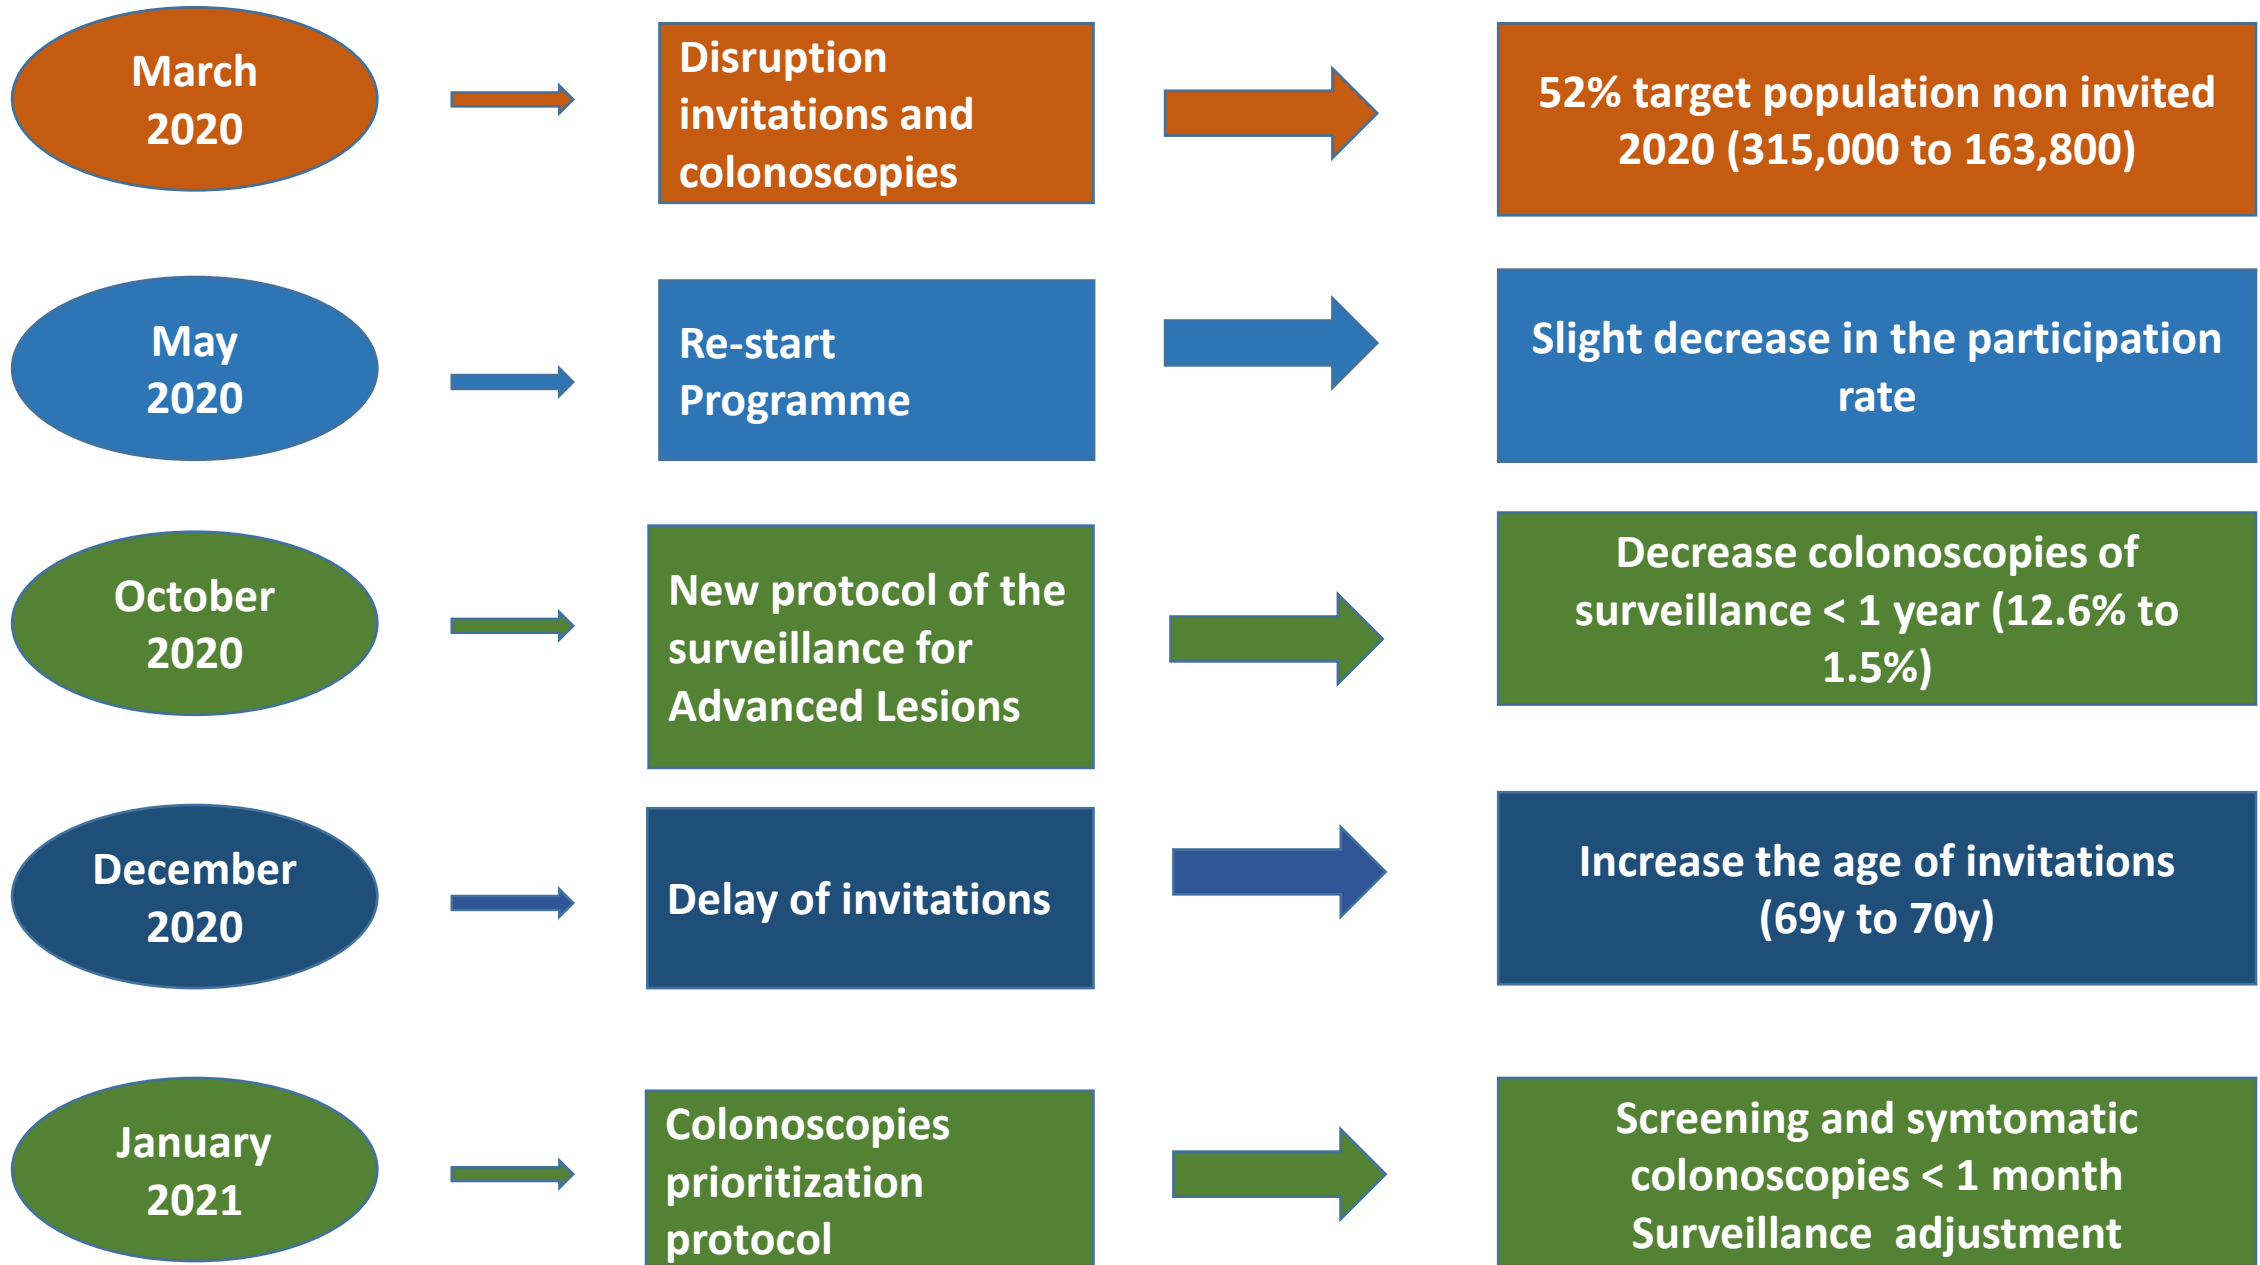 March
2020
Disruption
invitations and
colonoscopies
52% target population non invited
2020 (315,000 to 163,800)
May
2020
Re-start
Programme
Slight decrease in the participation
rate
October
2020
New protocol of the
surveillance for
Advanced Lesions
Decrease colonoscopies of
surveillance < 1 year (12.6% to
1.5%)
December
2020
Delay of invitations
Increase the age of invitations
(69y to 70y)
January
2021
Colonoscopies
prioritization
protocol
Screening and symtomatic
colonoscopies < 1 month
Surveillance  adjustment